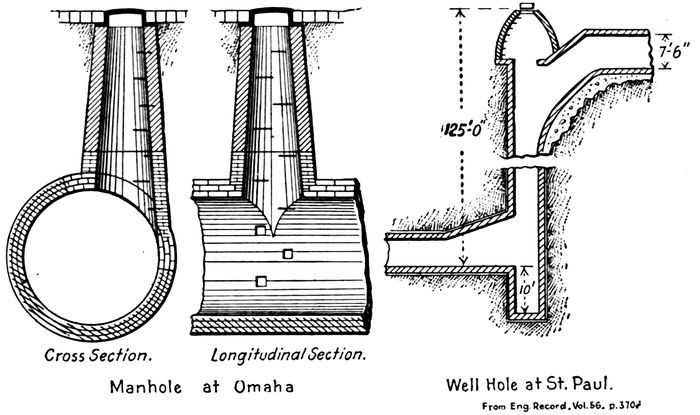 7'-6"
125'-0"
10'
Cross Section.
Longitudinal Section.
Manhole at Omaha
Well Hole at St. Paul.
From Eng. Record, Vol. 56. p.370